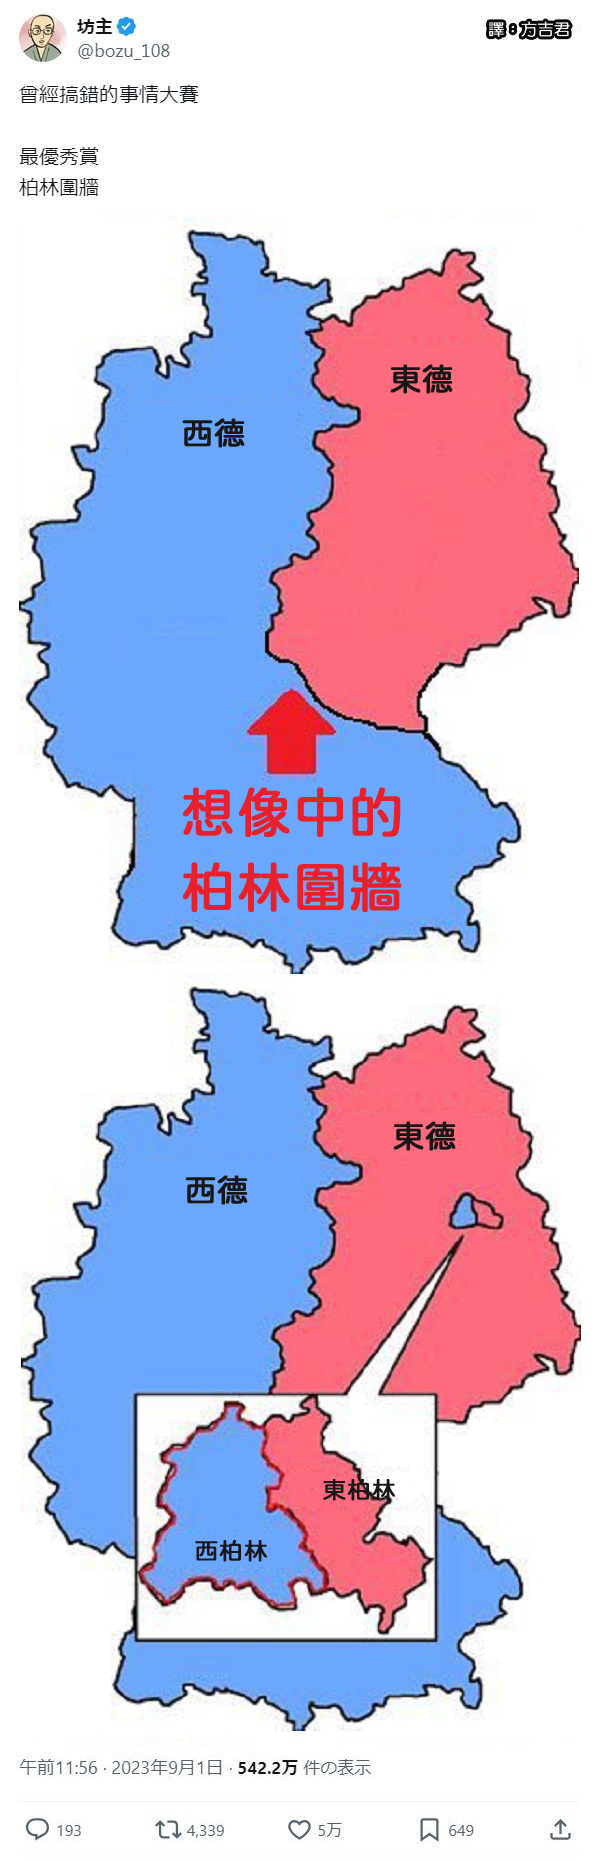 坊主
@bozu_108
譯:方吉君
曾經搞錯的事情大賽
最優秀賞
柏林圍牆
東德
西德
想像中的
柏林圍牆
東德
西德
東柏林
西柏林
午前11:56 · 2023年9月1日 · 542.2万 件の表示
193
4,339
5万
649